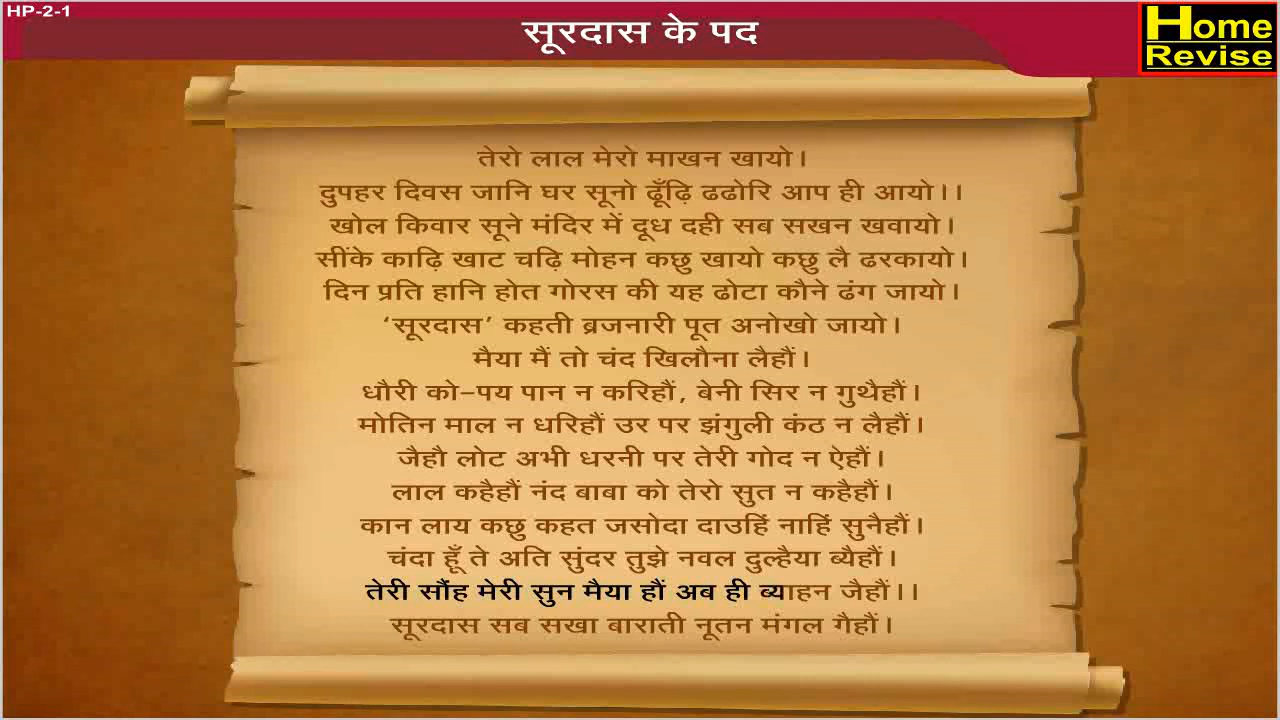 HP-2-1
सूरदास के पद
Home
Revise
तेरो लाल मेरो माखन खायो।
दुपहर दिवस जानि घर सूनो ढूँढ़ि ढढोरि आप ही आयो।।
खोल किवार सूने मंदिर में दूध दही सब सखन खवायो।
सींके काढ़ि खाट चढ़ि मोहन कछु खायो कछु लै ढरकायो।
दिन प्रति हानि होत गोरस की यह ढोटा कौने ढंग जायो।
‘सूरदास’ कहती ब्रजनारी पूत अनोखो जायो।
मैया मैं तो चंद खिलौना लैहौं।
धौरी को–पय पान न करिहौं, बेनी सिर न गुथैहौं।
मोतिन माल न धरिहौं उर पर झंगुली कंठ न लैहौं।
जैहौ लोट अभी धरनी पर तेरी गोद न ऐहौं।
लाल कहैहौं नंद बाबा को तेरो सुत न कहैहौं।
कान लाय कछु कहत जसोदा दाउहिं नाहिं सुनैहौं।
चंदा हूँ ते अति सुंदर तुझे नवल दुल्हैया ब्यैहौं।
तेरी सौंह मेरी सुन मैया हौं अब ही ब्याहन जैहौं।।
सूरदास सब सखा बाराती नूतन मंगल गैहौं।